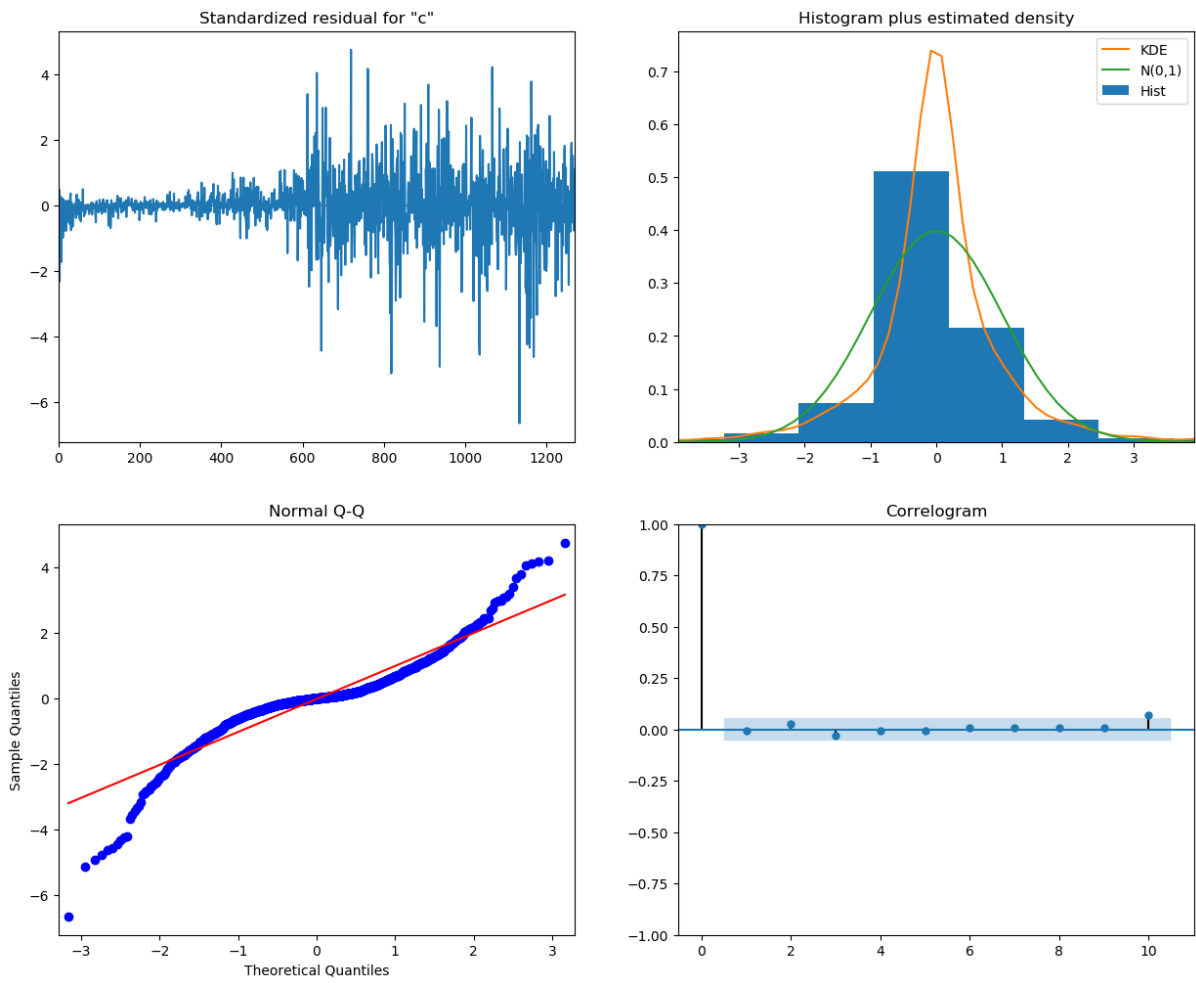 Standardized residual for "c"
4
2
0
−2
−4
−6
0 200 400 600 800 1000 1200
Histogram plus estimated density
KDE
N(0,1)
Hist
0.7
0.6
0.5
0.4
0.3
0.2
0.1
0.0
−3 −2 −1 0 1 2 3
Normal Q-Q
Sample Quantiles
4
2
0
−2
−4
−6
−3 −2 −1 0 1 2 3
Theoretical Quantiles
Correlogram
1.00
0.75
0.50
0.25
0.00
−0.25
−0.50
−0.75
−1.00
0 2 4 6 8 10